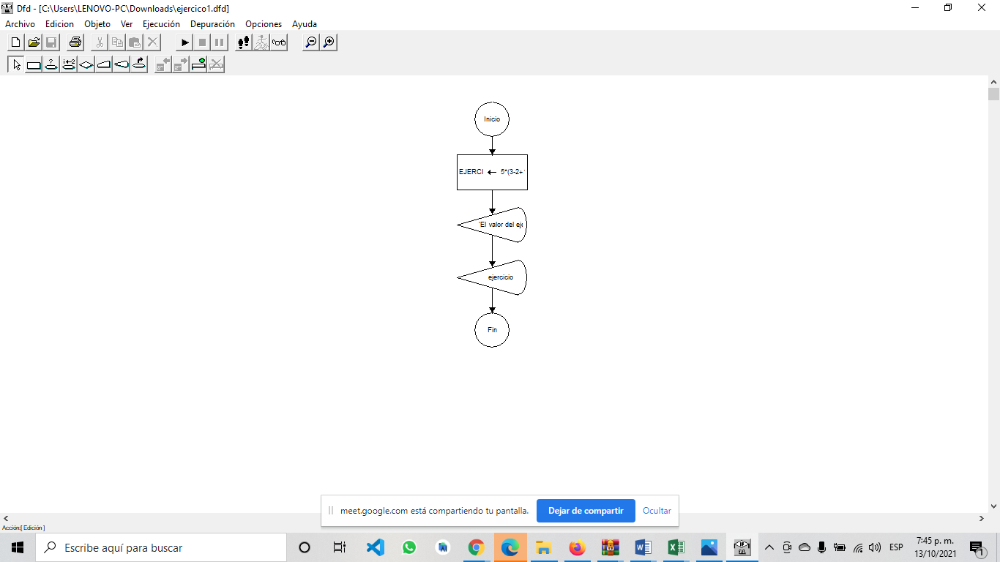 Dfd - [C:\Users\LENOVO-PC\Downloads\ejercico1.dfd]
Archivo Edicion Objeto Ver Ejecución Depuración Opciones Ayuda
Inicio
EJERCI ← 5*(3-2+
'El valor del eje
ejercicio
Fin
meet.google.com está compartiendo tu pantalla. Dejar de compartir Ocultar
Acción:[ Edición ]
Escribe aquí para buscar
ESP
7:45 p. m.
13/10/2021
1